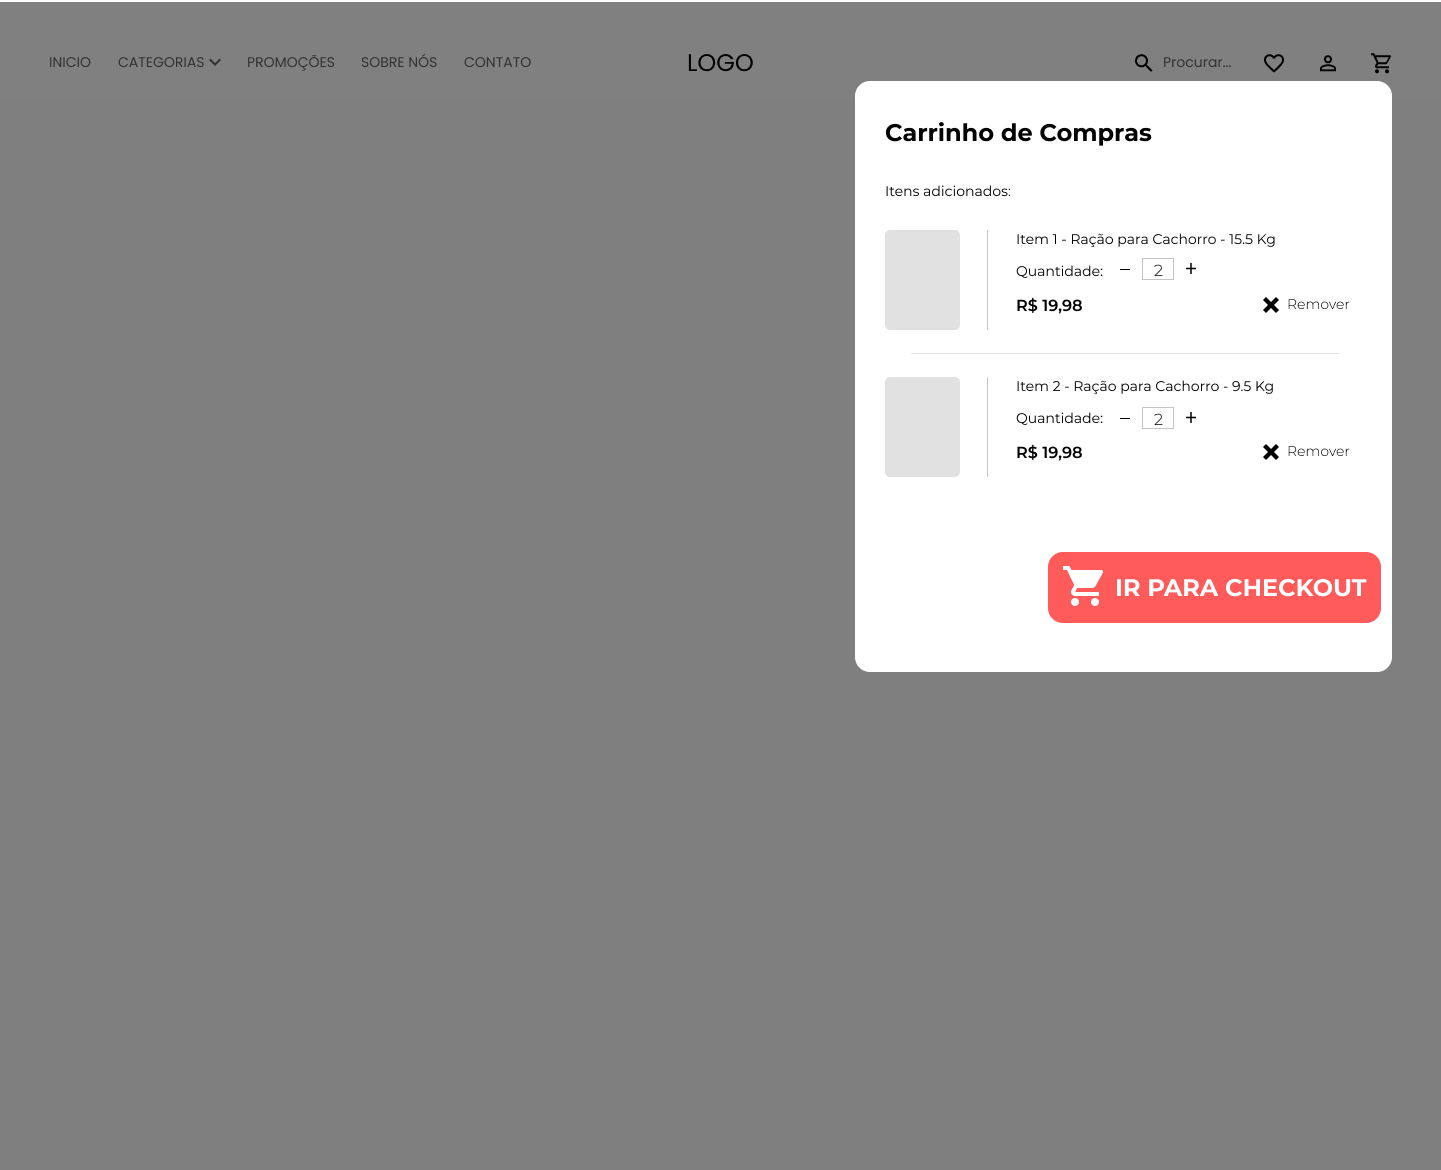 INICIO CATEGORIAS PROMOÇÕES SOBRE NÓS CONTATO LOGO Procurar...
Carrinho de Compras
Itens adicionados:
Item 1 - Ração para Cachorro - 15.5 Kg
Quantidade: – 2 +
R$ 19,98 Remover
Item 2 - Ração para Cachorro - 9.5 Kg
Quantidade: – 2 +
R$ 19,98 Remover
IR PARA CHECKOUT